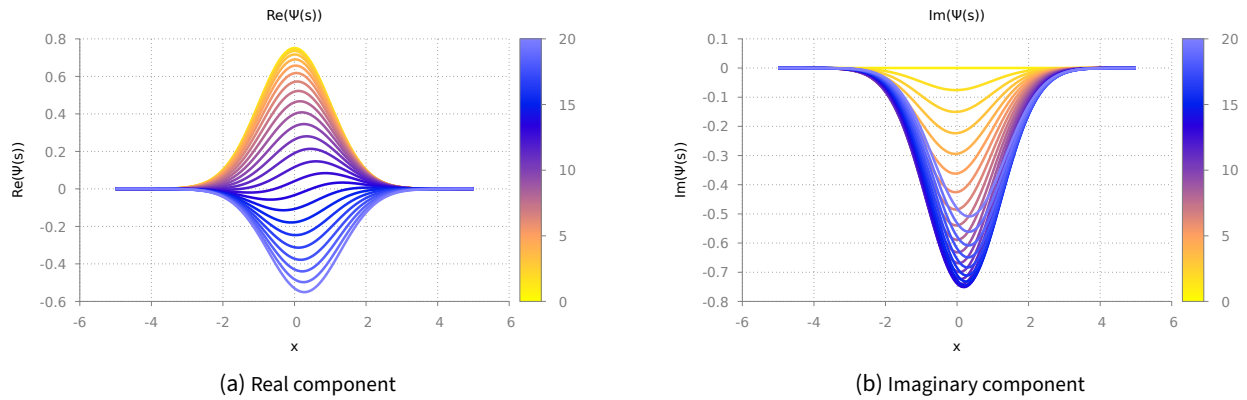 Re(Ψ(s))
0.8
0.6
0.4
0.2
0
-0.2
-0.4
-0.6
Re(Ψ(s))
-6 -4 -2 0 2 4 6
x
20
15
10
5
0
(a) Real component
Im(Ψ(s))
0.1
0
-0.1
-0.2
-0.3
-0.4
-0.5
-0.6
-0.7
-0.8
Im(Ψ(s))
-6 -4 -2 0 2 4 6
x
20
15
10
5
0
(b) Imaginary component